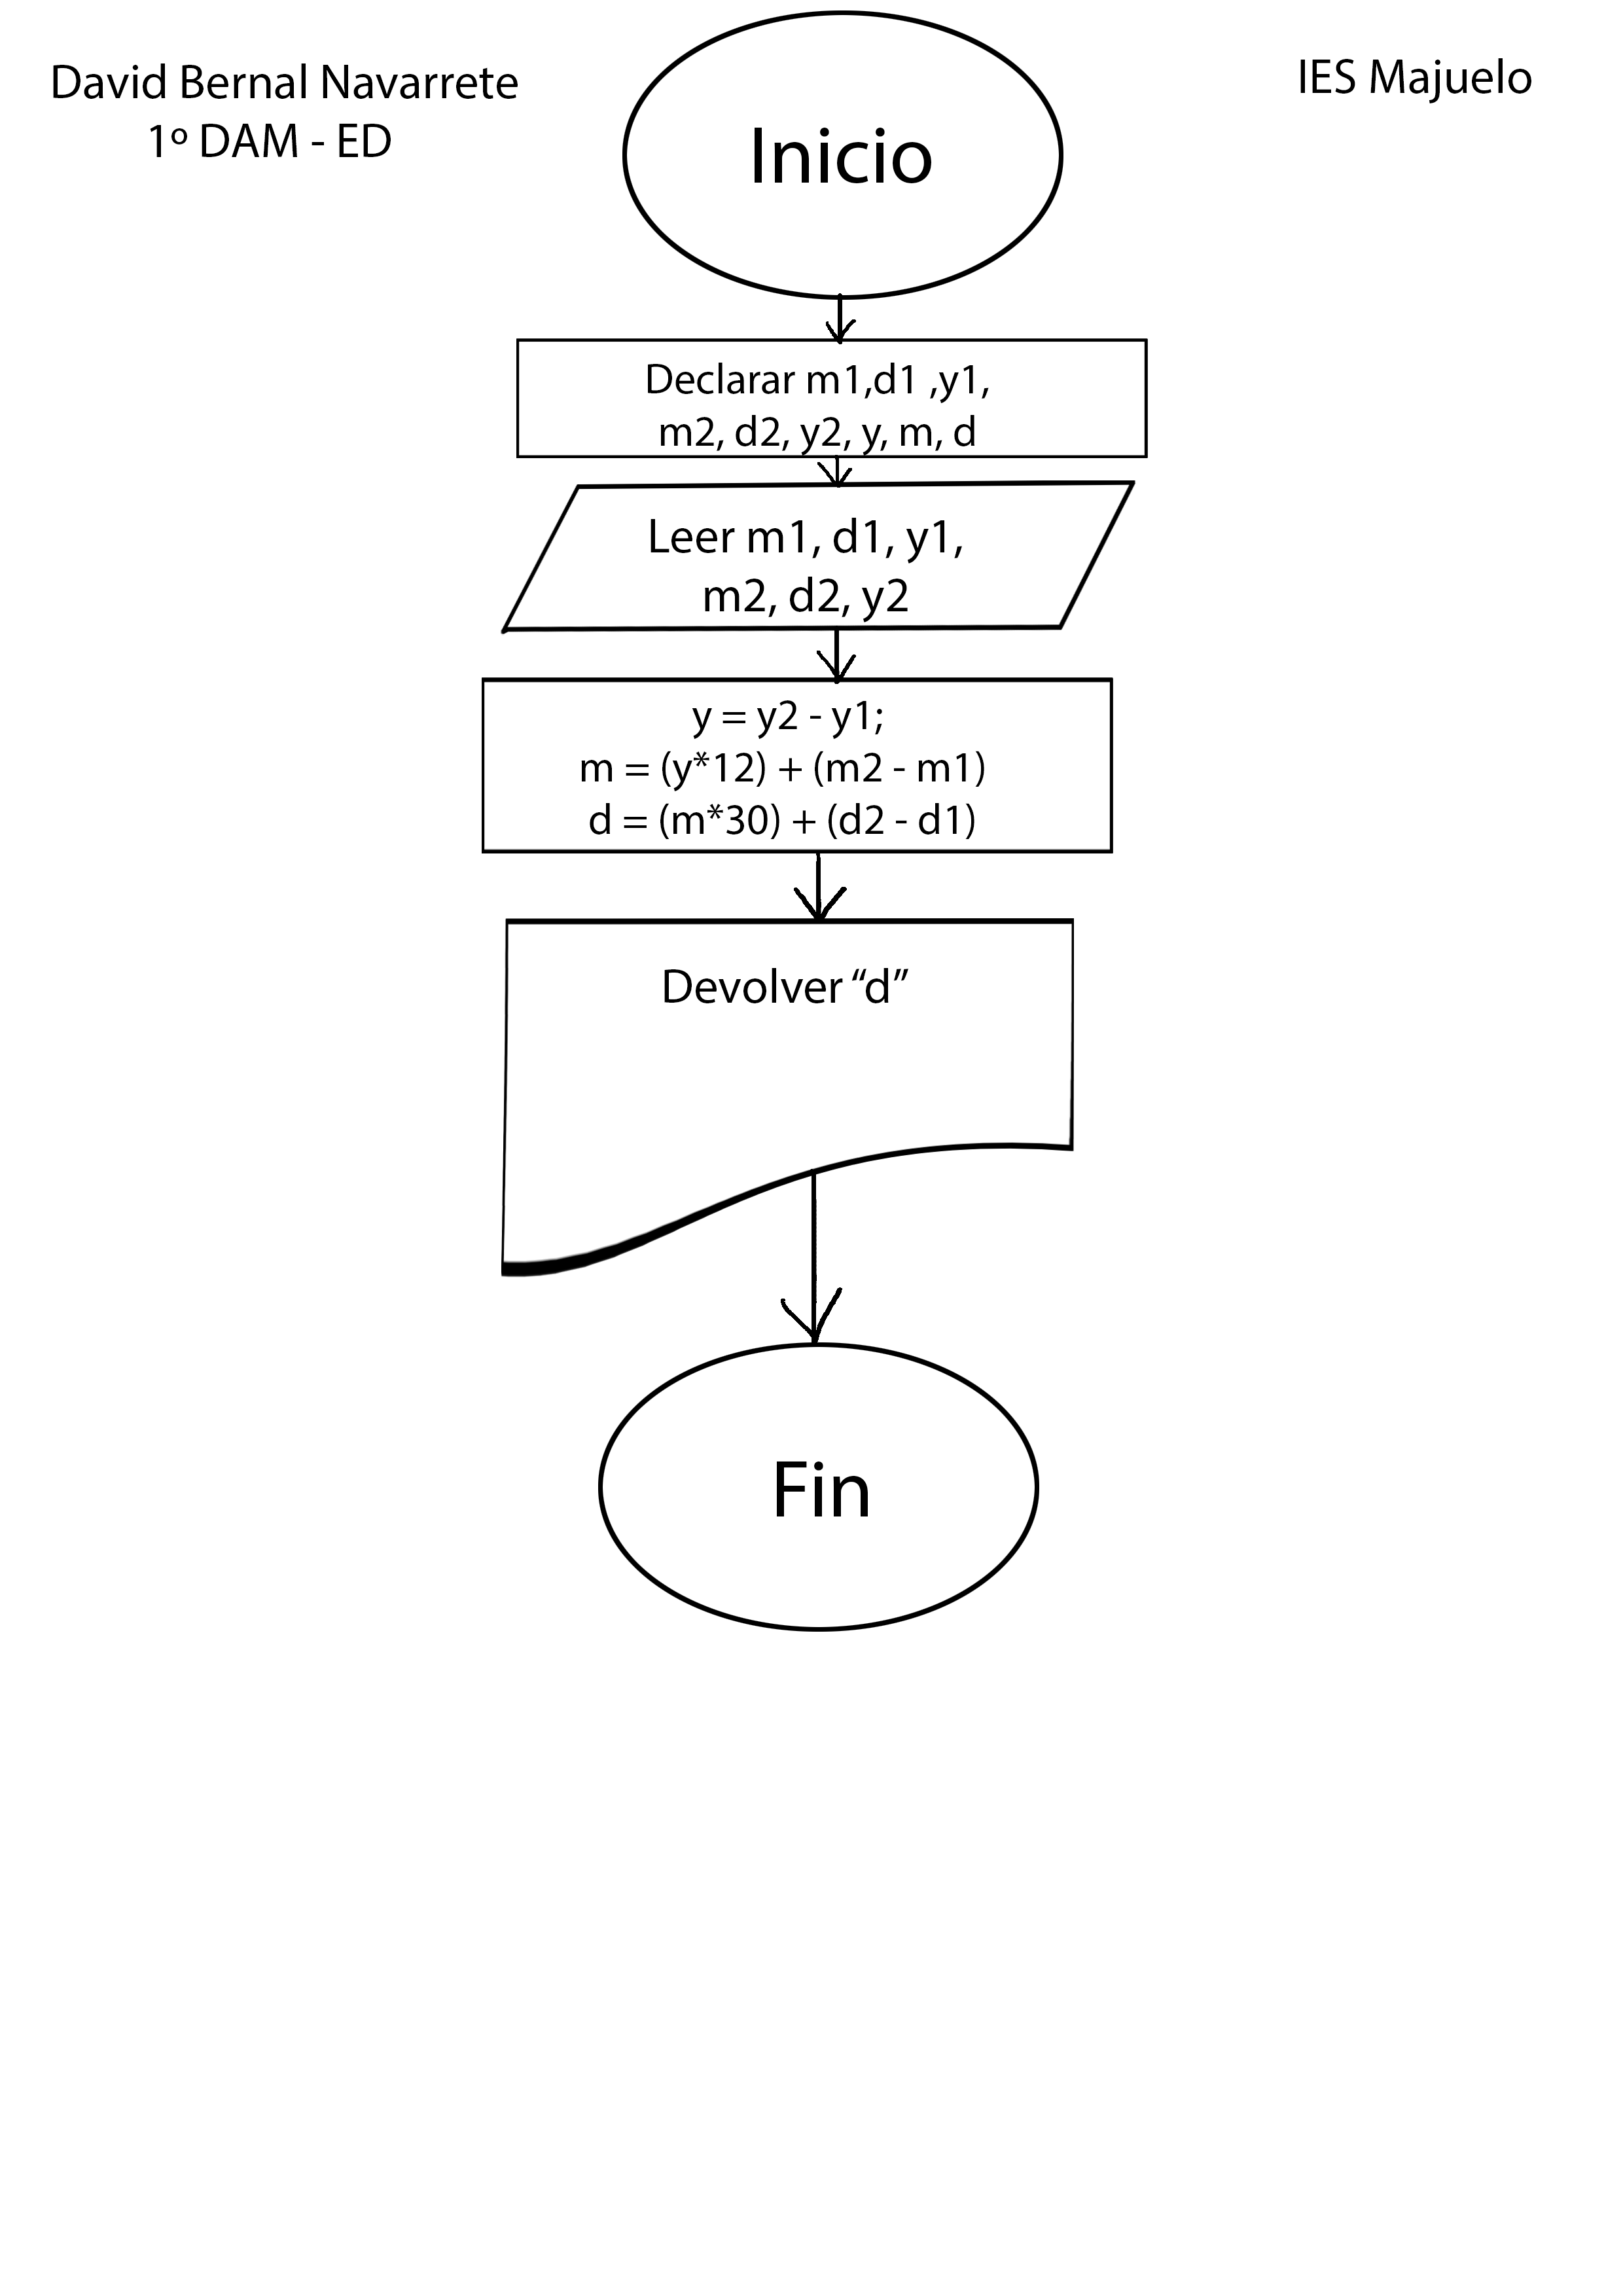 David Bernal Navarrete
1º DAM - ED
IES Majuelo
Inicio
Declarar m1,d1 ,y1,
m2, d2, y2, y, m, d
Leer m1, d1, y1,
m2, d2, y2
y = y2 - y1;
m = (y*12) + (m2 - m1)
d = (m*30) + (d2 - d1)
Devolver “d”
Fin